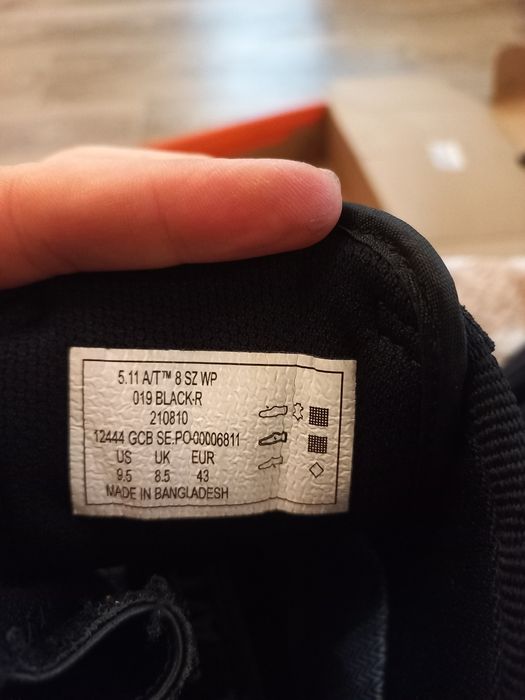 5.11 A/T™ 8 SZ WP
019 BLACK-R
210810
12444 GCB SE.PO-00006811
US UK EUR
9.5 8.5 43
MADE IN BANGLADESH